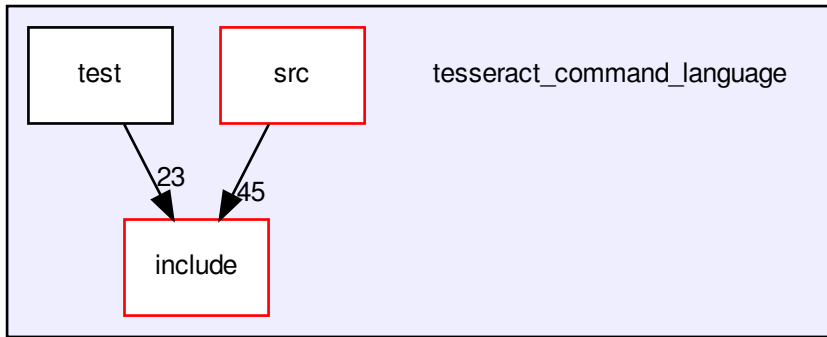 test
src
tesseract_command_language
23
45
include